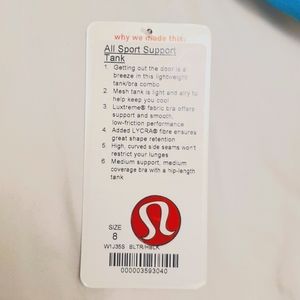 why we made this:
All Sport Support
Tank
1. Getting out the door is a
breeze in this lightweight
tank/bra combo
2. Mesh tank is light and airy to
help keep you cool
3. Luxtreme® fabric bra offers
support and smooth,
low-friction performance
4. Added LYCRA® fibre ensures
great shape retention
5. High, curved side seams won't
restrict your lunges
6. Medium support, medium
coverage bra with a hip-length
tank
SIZE
8
W1J35S BLTR/HBLK
000003593040